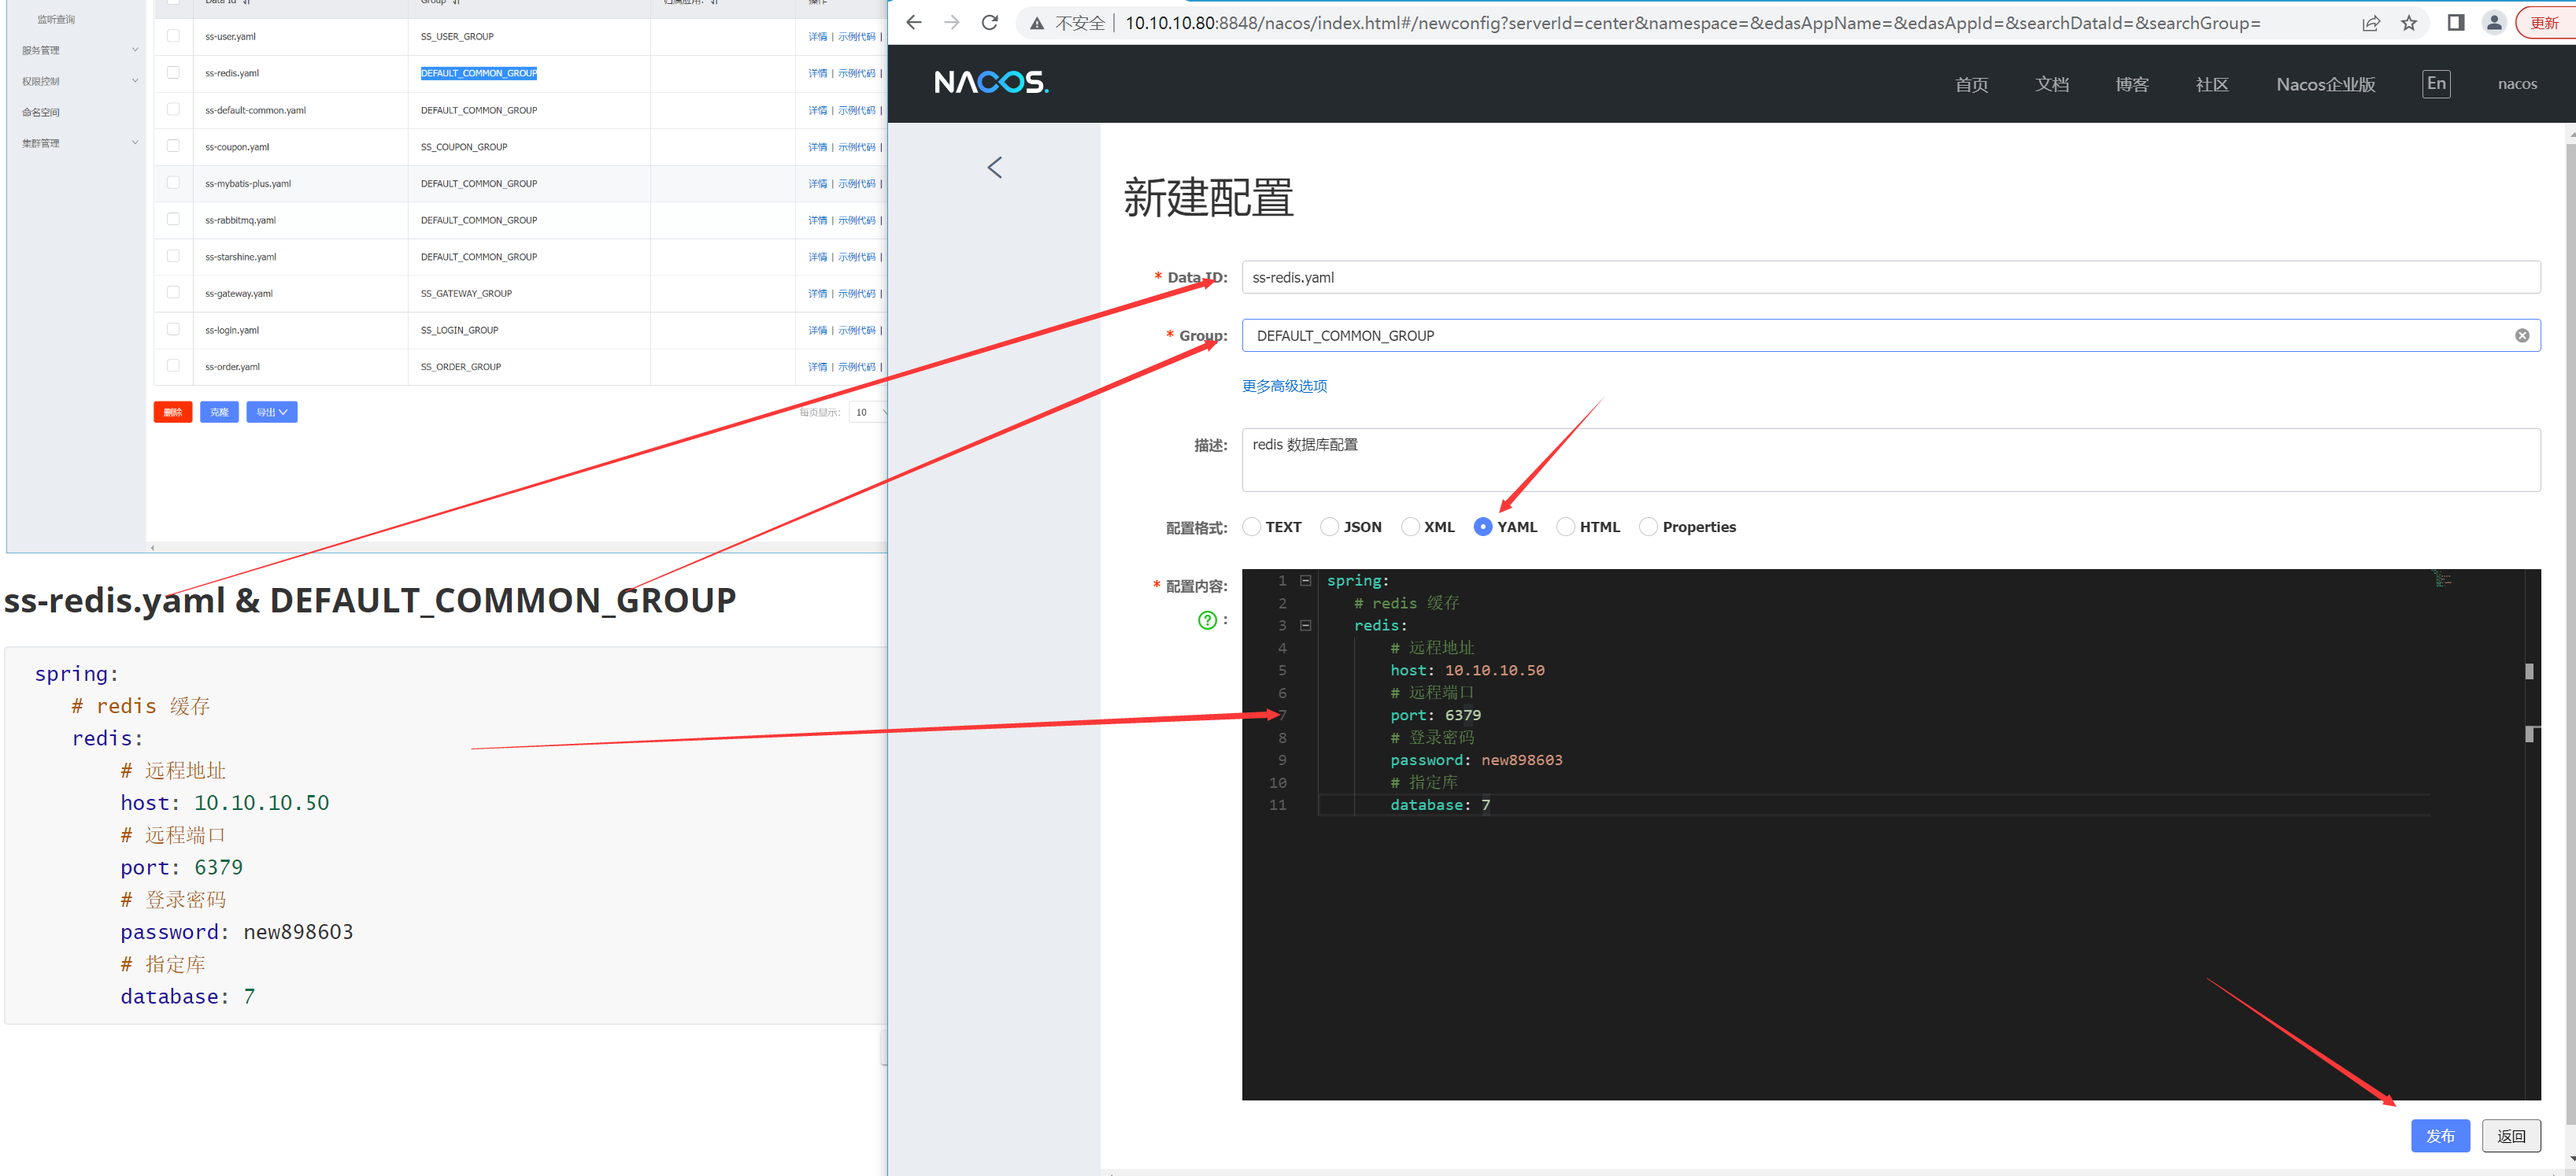 监听查询
服务管理
权限控制
命名空间
集群管理
Data Id Group 归属应用: 操作
ss-user.yaml SS_USER_GROUP 详情 | 示例代码 |
ss-redis.yaml DEFAULT_COMMON_GROUP 详情 | 示例代码 |
ss-default-common.yaml DEFAULT_COMMON_GROUP 详情 | 示例代码 |
ss-coupon.yaml SS_COUPON_GROUP 详情 | 示例代码 |
ss-mybatis-plus.yaml DEFAULT_COMMON_GROUP 详情 | 示例代码 |
ss-rabbitmq.yaml DEFAULT_COMMON_GROUP 详情 | 示例代码 |
ss-starshine.yaml DEFAULT_COMMON_GROUP 详情 | 示例代码 |
ss-gateway.yaml SS_GATEWAY_GROUP 详情 | 示例代码 |
ss-login.yaml SS_LOGIN_GROUP 详情 | 示例代码 |
ss-order.yaml SS_ORDER_GROUP 详情 | 示例代码 |
删除 克隆 导出 每页显示: 10
ss-redis.yaml & DEFAULT_COMMON_GROUP
spring:
# redis 缓存
redis:
# 远程地址
host: 10.10.10.50
# 远程端口
port: 6379
# 登录密码
password: new898603
# 指定库
database: 7
不安全 | 10.10.10.80:8848/nacos/index.html#/newconfig?serverId=center&namespace=&edasAppName=&edasAppId=&searchDataId=&searchGroup= 更新
NACOS. 首页 文档 博客 社区 Nacos企业版 En nacos
新建配置
* Data ID: ss-redis.yaml
* Group: DEFAULT_COMMON_GROUP
更多高级选项
描述: redis 数据库配置
配置格式: TEXT JSON XML YAML HTML Properties
* 配置内容:
? :
1 spring:
2 # redis 缓存
3 redis:
4 # 远程地址
5 host: 10.10.10.50
6 # 远程端口
7 port: 6379
8 # 登录密码
9 password: new898603
10 # 指定库
11 database: 7
发布 返回